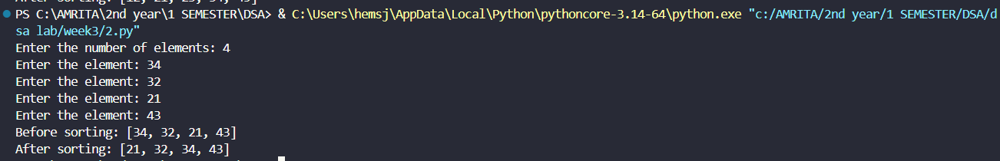 PS C:\AMRITA\2nd year\1 SEMESTER\DSA> & C:\Users\hemsj\AppData\Local\Python\pythoncore-3.14-64\python.exe "c:/AMRITA/2nd year/1 SEMESTER/DSA/d
sa lab/week3/2.py"
Enter the number of elements: 4
Enter the element: 34
Enter the element: 32
Enter the element: 21
Enter the element: 43
Before sorting: [34, 32, 21, 43]
After sorting: [21, 32, 34, 43]